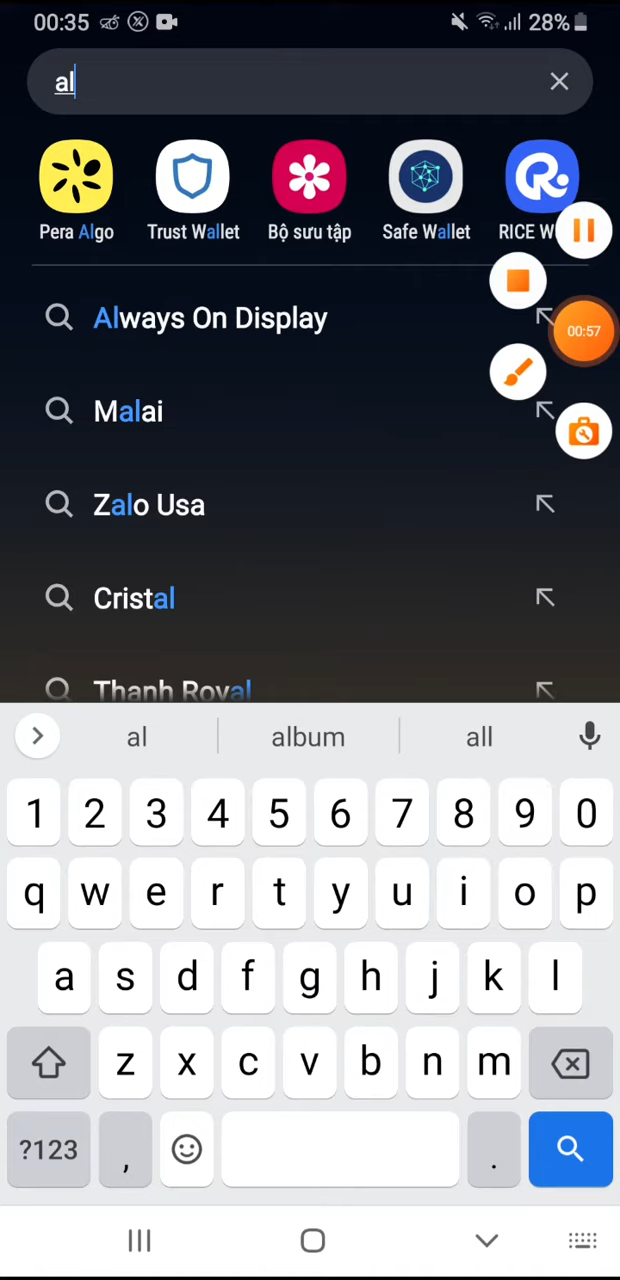 00:35 28%
al
Pera Algo Trust Wallet Bộ sưu tập Safe Wallet RICE W
00:57
Always On Display
Malai
Zalo Usa
Cristal
Thanh Royal
al album all
1 2 3 4 5 6 7 8 9 0
q w e r t y u i o p
a s d f g h j k l
z x c v b n m
?123 , .